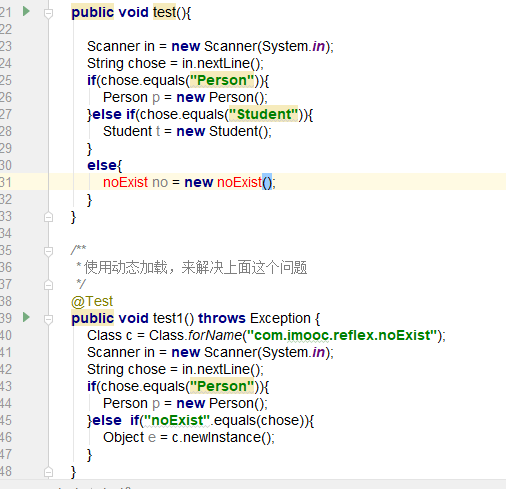 21 public void test(){
22
23 Scanner in = new Scanner(System.in);
24 String chose = in.nextLine();
25 if(chose.equals("Person")){
26 Person p = new Person();
27 }else if(chose.equals("Student")){
28 Student t = new Student();
29 }
30 else{
31 noExist no = new noExist();
32 }
33 }
34
35 /**
36 * 使用动态加载，来解决上面这个问题
37 */
38 @Test
39 public void test1() throws Exception {
40 Class c = Class.forName("com.imooc.reflex.noExist");
41 Scanner in = new Scanner(System.in);
42 String chose = in.nextLine();
43 if(chose.equals("Person")){
44 Person p = new Person();
45 }else if("noExist".equals(chose)){
46 Object e = c.newInstance();
47 }
48 }